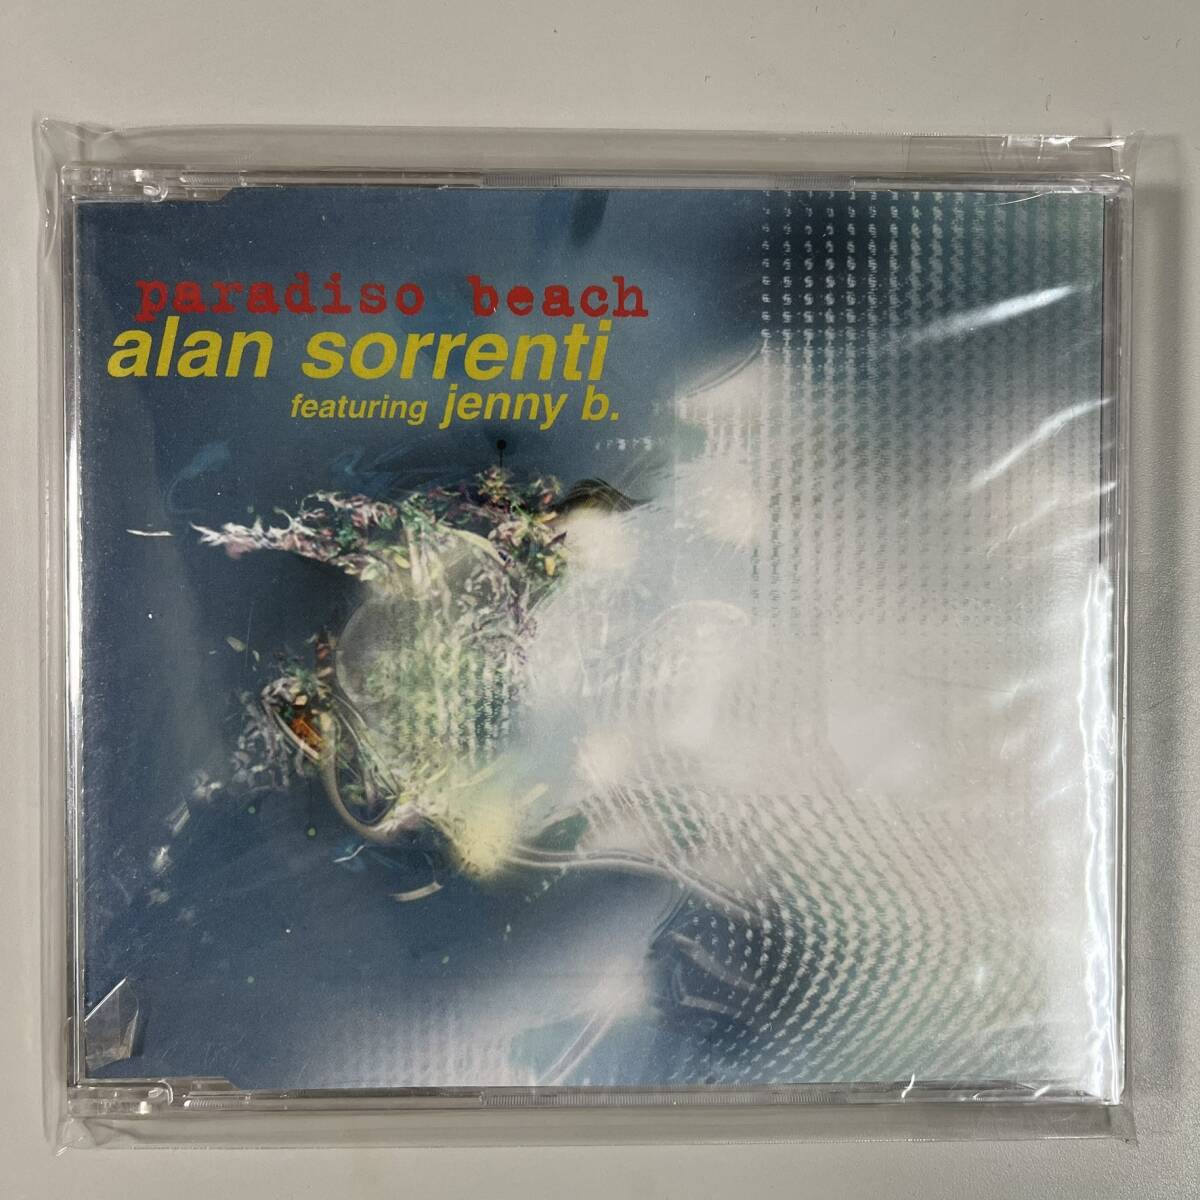 paradiso beach
alan sorrenti
featuring jenny b.